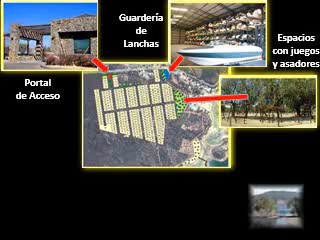 Guardería
de
Lanchas
Espacios
con juegos
y asadores
Portal
de Acceso